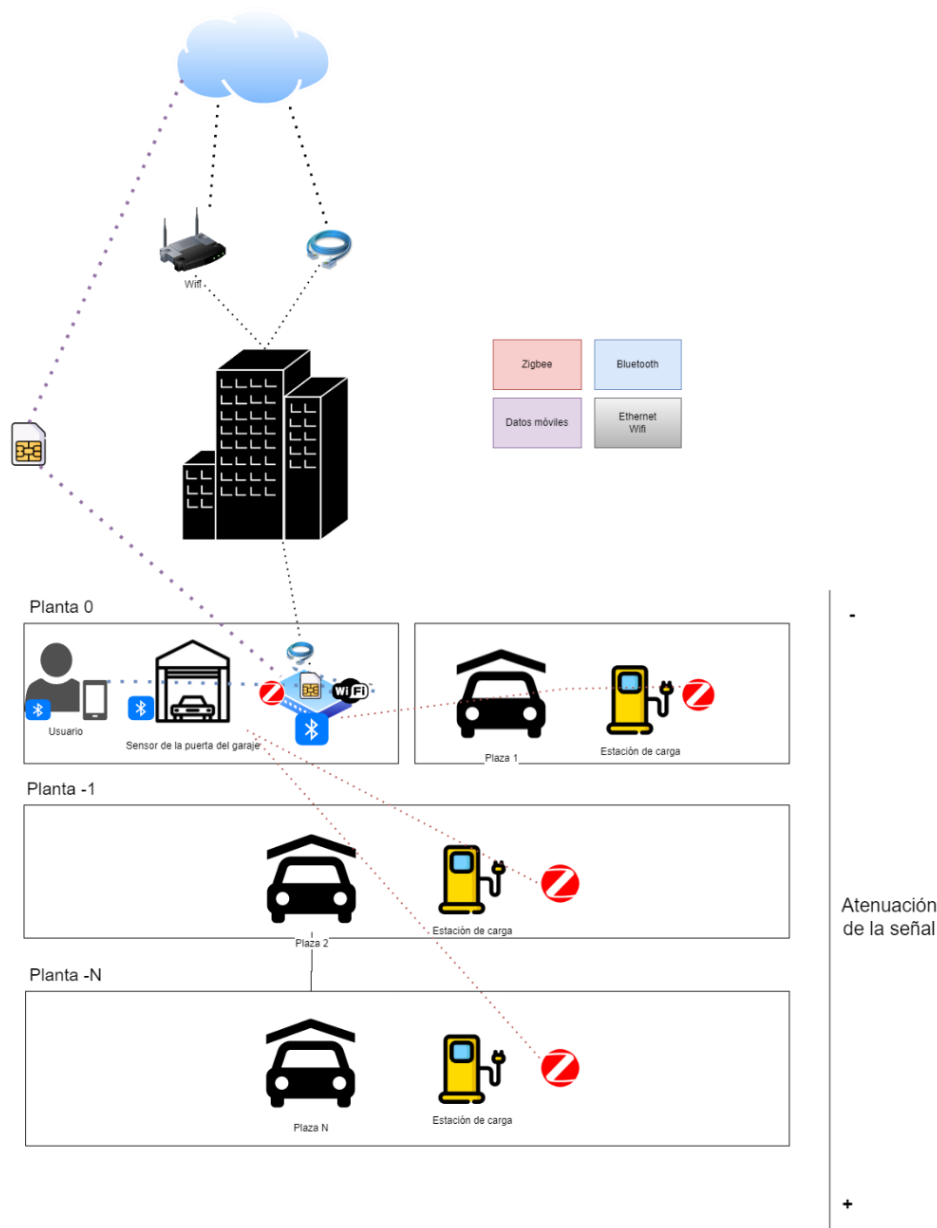 Wifi
Zigbee
Bluetooth
Datos móviles
Ethernet
Wifi
Planta 0
-
WiFi
Usuario
Sensor de la puerta del garaje
Plaza 1
Estación de carga
Planta -1
Plaza 2
Estación de carga
Atenuación
de la señal
Planta -N
Plaza N
Estación de carga
+